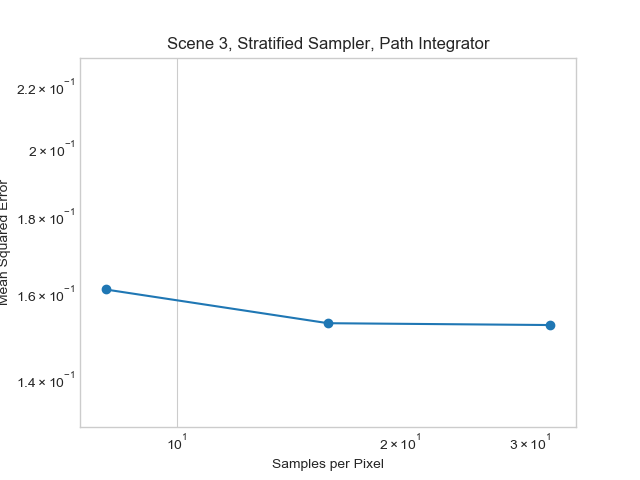 Scene 3, Stratified Sampler, Path Integrator
2.2 × 10⁻¹
2 × 10⁻¹
1.8 × 10⁻¹
1.6 × 10⁻¹
1.4 × 10⁻¹
Mean Squared Error
10¹
2 × 10¹
3 × 10¹
Samples per Pixel